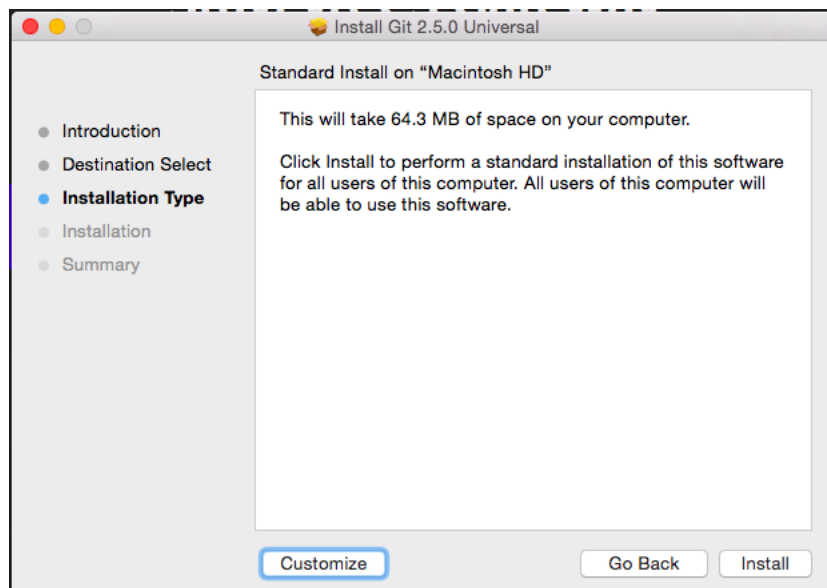 Install Git 2.5.0 Universal
Standard Install on “Macintosh HD”
Introduction
Destination Select
Installation Type
Installation
Summary
This will take 64.3 MB of space on your computer.
Click Install to perform a standard installation of this software
for all users of this computer. All users of this computer will
be able to use this software.
Customize
Go Back
Install